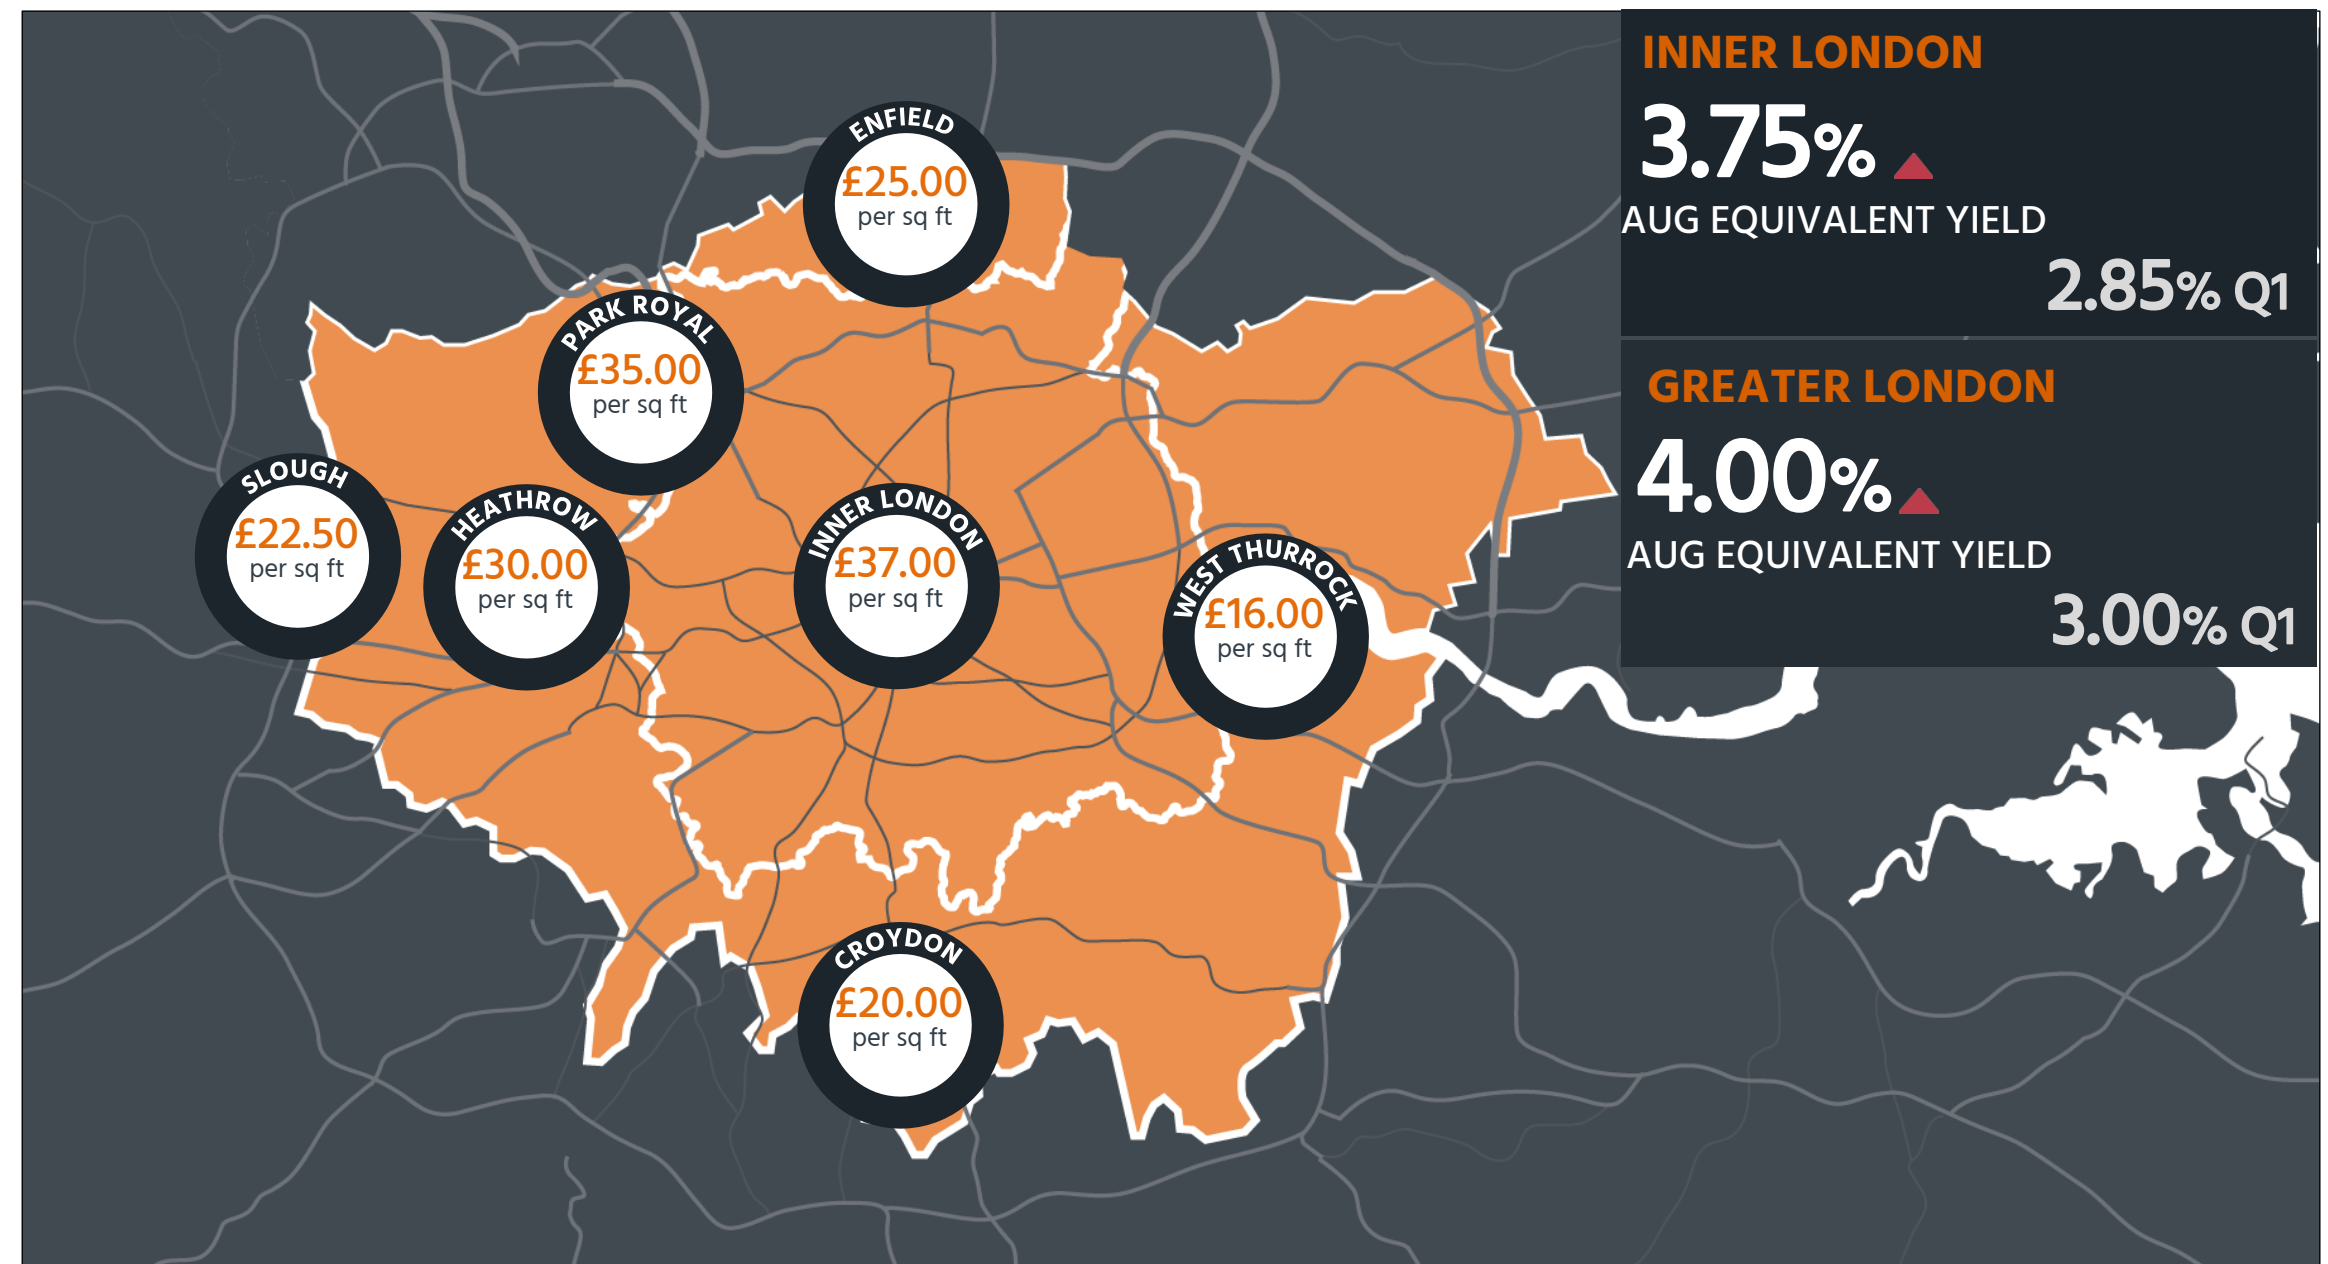 ENFIELD
£25.00
per sq ft
PARK ROYAL
£35.00
per sq ft
SLOUGH
£22.50
per sq ft
HEATHROW
£30.00
per sq ft
INNER LONDON
£37.00
per sq ft
WEST THURROCK
£16.00
per sq ft
CROYDON
£20.00
per sq ft
INNER LONDON
3.75%
AUG EQUIVALENT YIELD
2.85% Q1
GREATER LONDON
4.00%
AUG EQUIVALENT YIELD
3.00% Q1